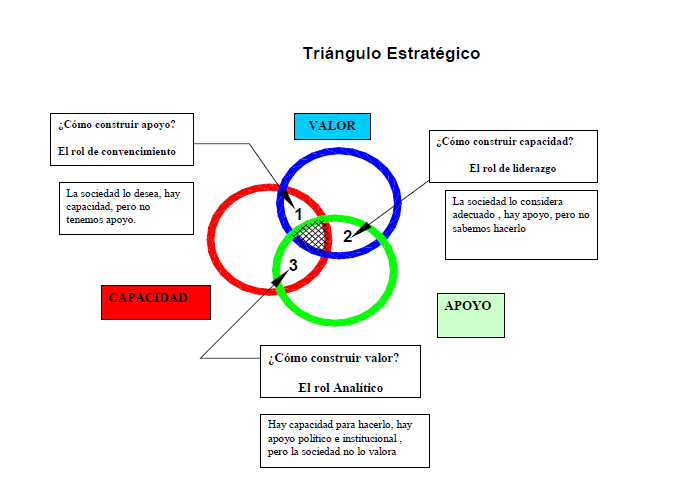 Triángulo Estratégico
¿Cómo construir apoyo?
El rol de convencimiento
VALOR
¿Cómo construir capacidad?
El rol de liderazgo
La sociedad lo desea, hay
capacidad, pero no
tenemos apoyo.
La sociedad lo considera
adecuado , hay apoyo, pero no
sabemos hacerlo
1
2
3
CAPACIDAD
APOYO
¿Cómo construir valor?
El rol Analítico
Hay capacidad para hacerlo, hay
apoyo político e institucional ,
pero la sociedad no lo valora